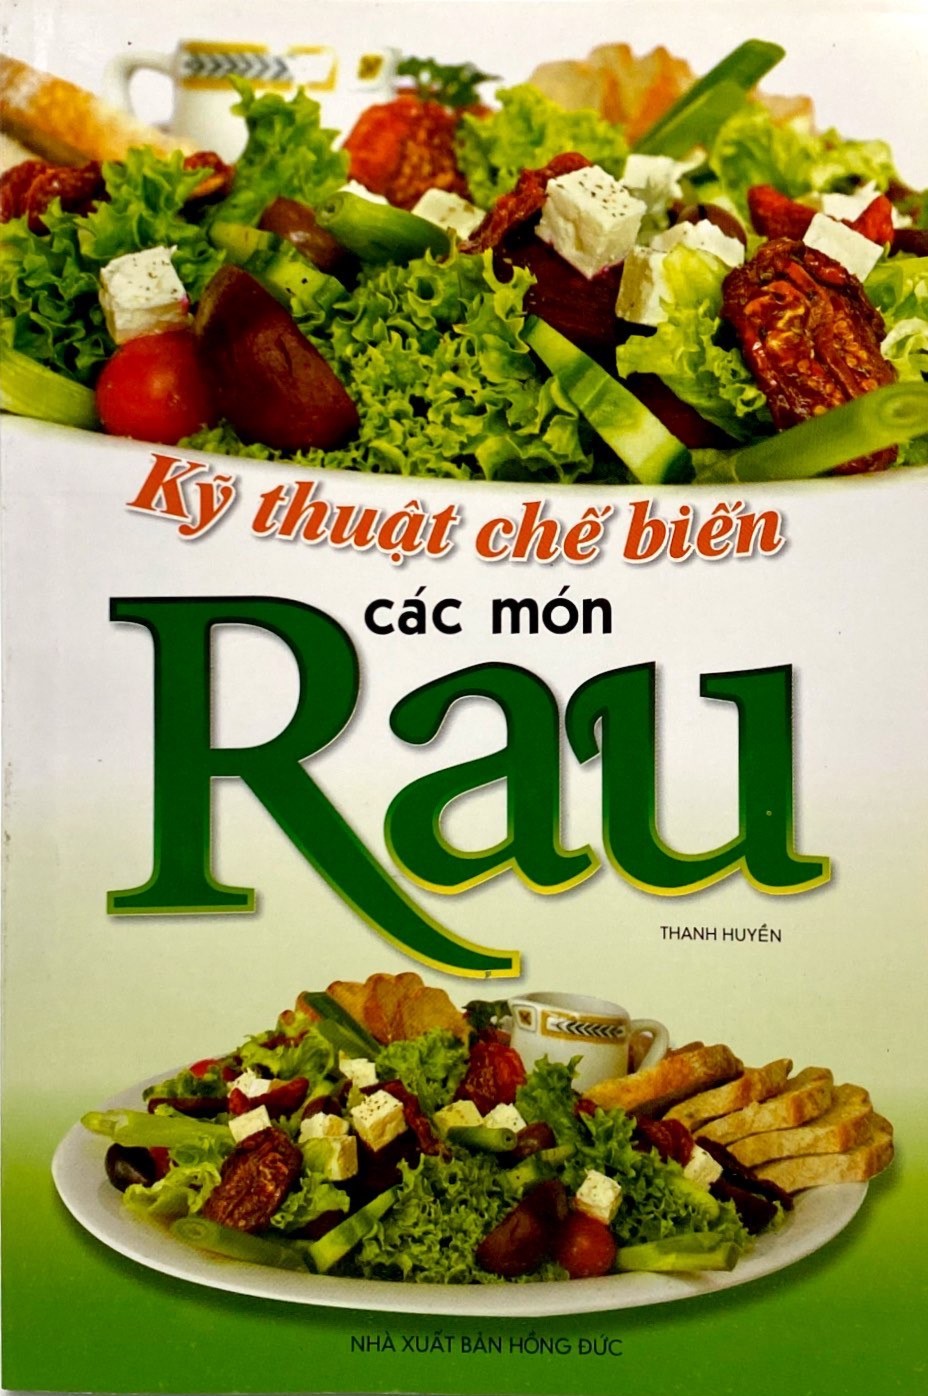 Kỹ thuật chế biến
các món
Rau
THANH HUYỀN
NHÀ XUẤT BẢN HỒNG ĐỨC